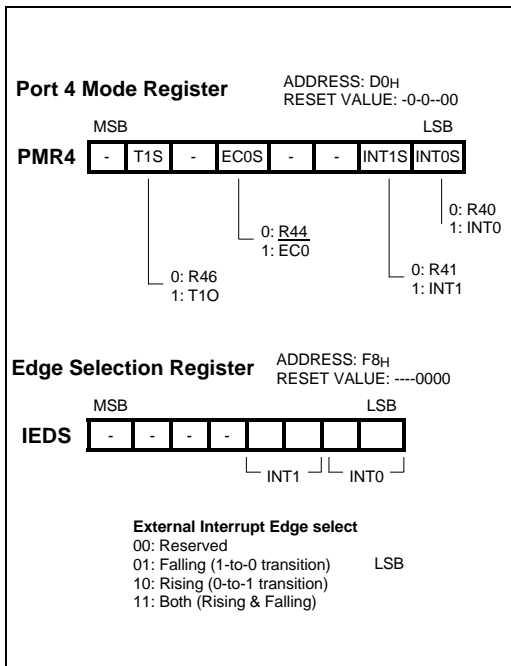 Port 4 Mode Register
ADDRESS: D0H
RESET VALUE: -0-0--00
MSB LSB
PMR4 - T1S - EC0S - - INT1S INT0S
0: R40
1: INT0
0: R44
1: EC0
0: R41
1: INT1
0: R46
1: T1O
Edge Selection Register
ADDRESS: F8H
RESET VALUE: ----0000
MSB LSB
IEDS - - - -
INT1 INT0
External Interrupt Edge select
00: Reserved
01: Falling (1-to-0 transition) LSB
10: Rising (0-to-1 transition)
11: Both (Rising & Falling)